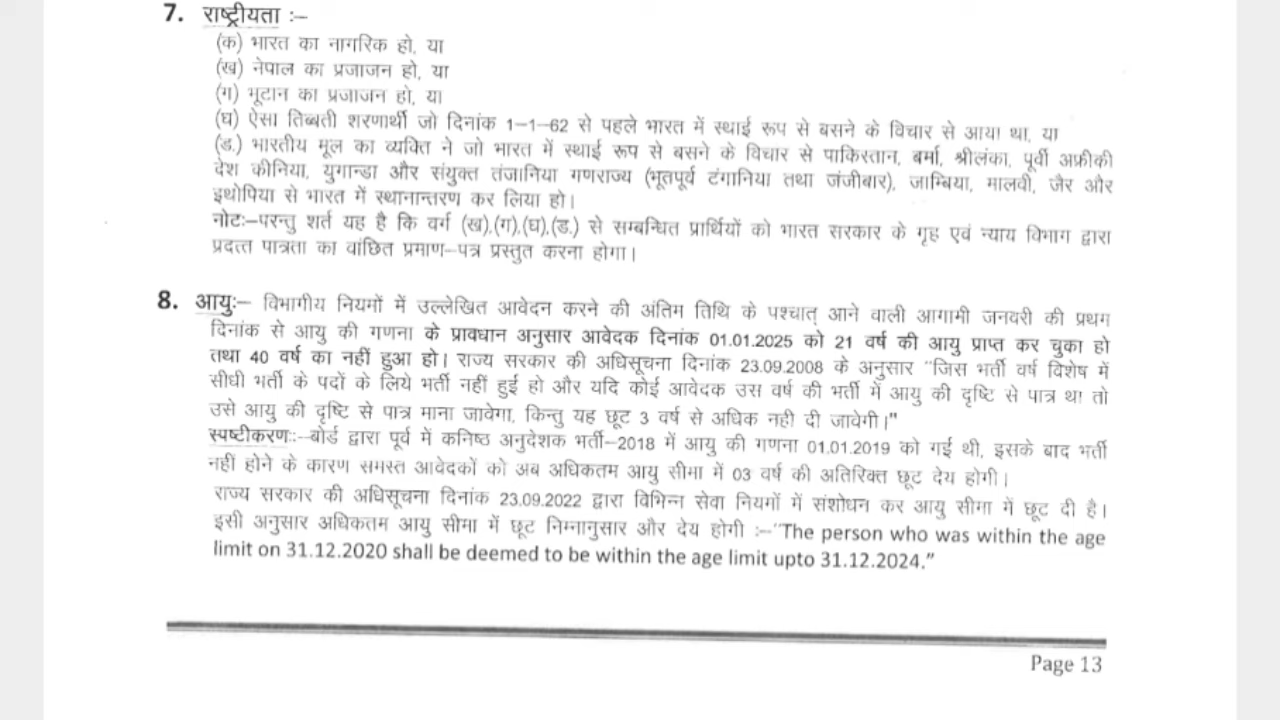 7. राष्ट्रीयता :–
(क) भारत का नागरिक हो, या
(ख) नेपाल का प्रजाजन हो, या
(ग) भूटान का प्रजाजन हो, या
(घ) ऐसा तिब्बती शरणार्थी जो दिनांक 1–1–62 से पहले भारत में स्थाई रूप से बसने के विचार से आया था, या
(ड.) भारतीय मूल का व्यक्ति ने जो भारत में स्थाई रूप से बसने के विचार से पाकिस्तान, बर्मा, श्रीलंका, पूर्वी अफ्रीकी
देश कीनिया, युगान्डा और संयुक्त तंजानिया गणराज्य (भूतपूर्व टंगानिया तथा जंजीबार), जाम्बिया, मालवी, जैर और
इथोपिया से भारत में स्थानान्तरण कर लिया हो।
नोटः–परन्तु शर्त यह है कि वर्ग (ख),(ग),(घ),(ड.) से सम्बन्धित प्रार्थियों को भारत सरकार के गृह एवं न्याय विभाग द्वारा
प्रदत्त पात्रता का वांछित प्रमाण–पत्र प्रस्तुत करना होगा।
8. आयुः– विभागीय नियमों में उल्लेखित आवेदन करने की अंतिम तिथि के पश्चात् आने वाली आगामी जनवरी की प्रथम
दिनांक से आयु की गणना के प्रावधान अनुसार आवेदक दिनांक 01.01.2025 को 21 वर्ष की आयु प्राप्त कर चुका हो
तथा 40 वर्ष का नहीं हुआ हो। राज्य सरकार की अधिसूचना दिनांक 23.09.2008 के अनुसार "जिस भर्ती वर्ष विशेष में
सीधी भर्ती के पदों के लिये भर्ती नहीं हुई हो और यदि कोई आवेदक उस वर्ष की भर्ती में आयु की दृष्टि से पात्र था तो
उसे आयु की दृष्टि से पात्र माना जावेगा, किन्तु यह छूट 3 वर्ष से अधिक नही दी जावेगी।"
स्पष्टीकरणः–बोर्ड द्वारा पूर्व में कनिष्ठ अनुदेशक भर्ती–2018 में आयु की गणना 01.01.2019 को गई थी, इसके बाद भर्ती
नहीं होने के कारण समस्त आवेदकों को अब अधिकतम आयु सीमा में 03 वर्ष की अतिरिक्त छूट देय होगी।
राज्य सरकार की अधिसूचना दिनांक 23.09.2022 द्वारा विभिन्न सेवा नियमों में संशोधन कर आयु सीमा में छूट दी है।
इसी अनुसार अधिकतम आयु सीमा में छूट निम्नानुसार और देय होगी :–"The person who was within the age
limit on 31.12.2020 shall be deemed to be within the age limit upto 31.12.2024."
Page 13